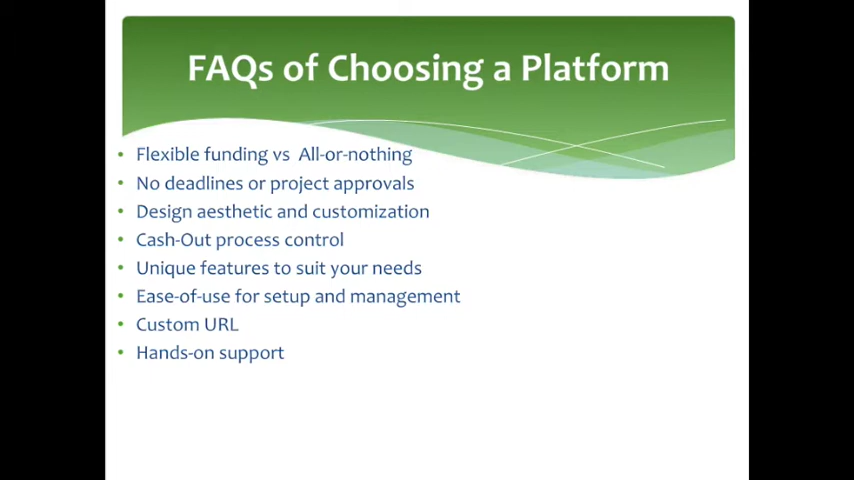 FAQs of Choosing a Platform
• Flexible funding vs All-or-nothing
• No deadlines or project approvals
• Design aesthetic and customization
• Cash-Out process control
• Unique features to suit your needs
• Ease-of-use for setup and management
• Custom URL
• Hands-on support